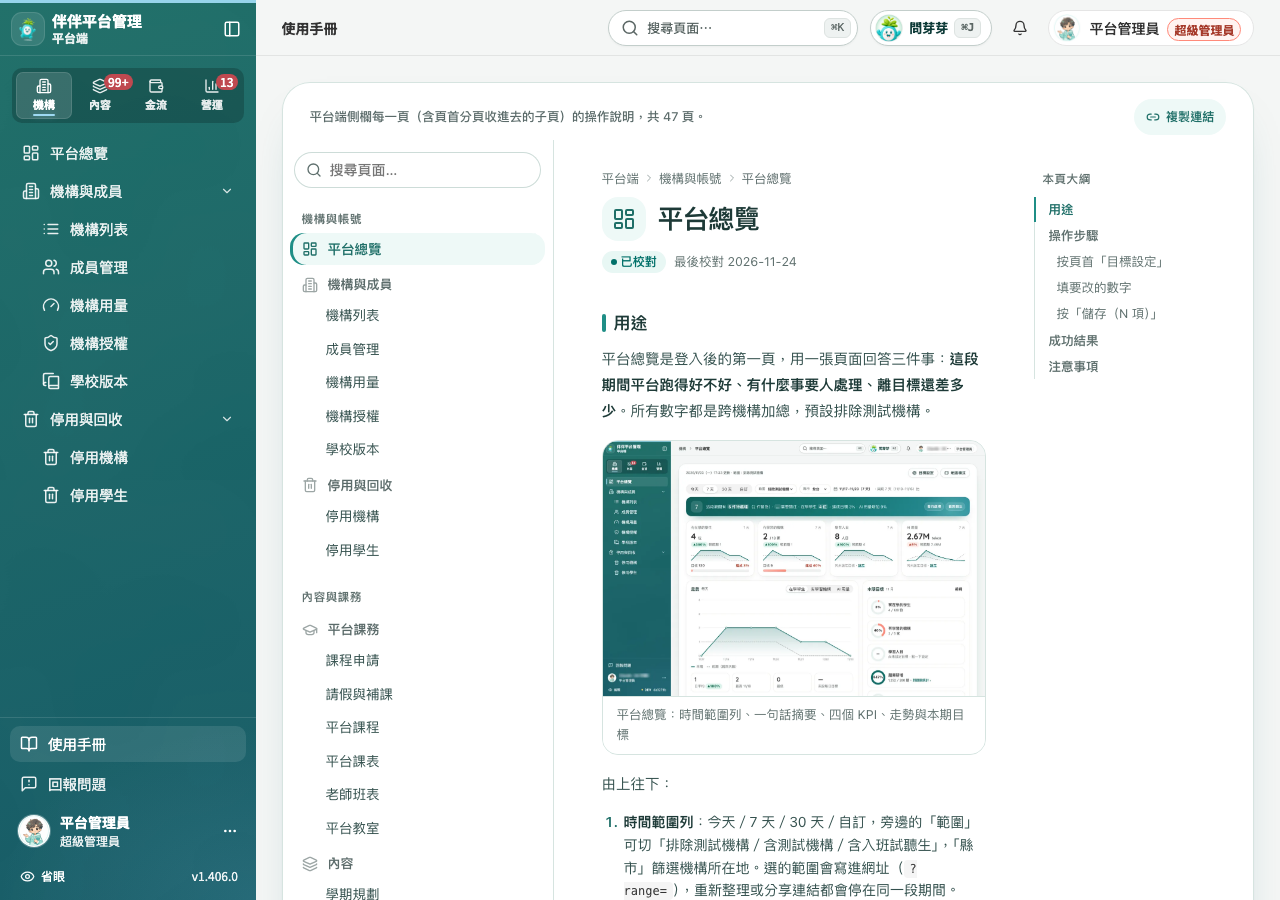 伴伴平台管理
平台端
機構
99+
內容
金流
13
營運
平台總覽
機構與成員
機構列表
成員管理
機構用量
機構授權
學校版本
停用與回收
停用機構
停用學生
使用手冊
回報問題
平台管理員
超級管理員
省眼
v1.406.0
使用手冊
搜尋頁面…
⌘K
問芽芽
⌘J
平台管理員
超級管理員
平台端側欄每一頁（含頁首分頁收進去的子頁）的操作說明，共 47 頁。
複製連結
搜尋頁面...
機構與帳號
平台總覽
機構與成員
機構列表
成員管理
機構用量
機構授權
學校版本
停用與回收
停用機構
停用學生
內容與課務
平台課務
課程申請
請假與補課
平台課程
平台課表
老師班表
平台教室
內容
學期規劃
平台端
機構與帳號
平台總覽
平台總覽
已校對
最後校對 2026-11-24
用途
平台總覽是登入後的第一頁，用一張頁面回答三件事：這段
期間平台跑得好不好、有什麼事要人處理、離目標還差多
少。所有數字都是跨機構加總，預設排除測試機構。
平台總覽：時間範圍列、一句話摘要、四個 KPI、走勢與本期目
標
由上往下：
1. 時間範圍列：今天 / 7 天 / 30 天 / 自訂，旁邊的「範圍」
可切「排除測試機構 / 含測試機構 / 含入班試聽生」，「縣
市」篩選機構所在地。選的範圍會寫進網址（?
range=），重新整理或分享連結都會停在同一段期間。
本頁大綱
用途
操作步驟
按頁首「目標設定」
填要改的數字
按「儲存（N 項）」
成功結果
注意事項